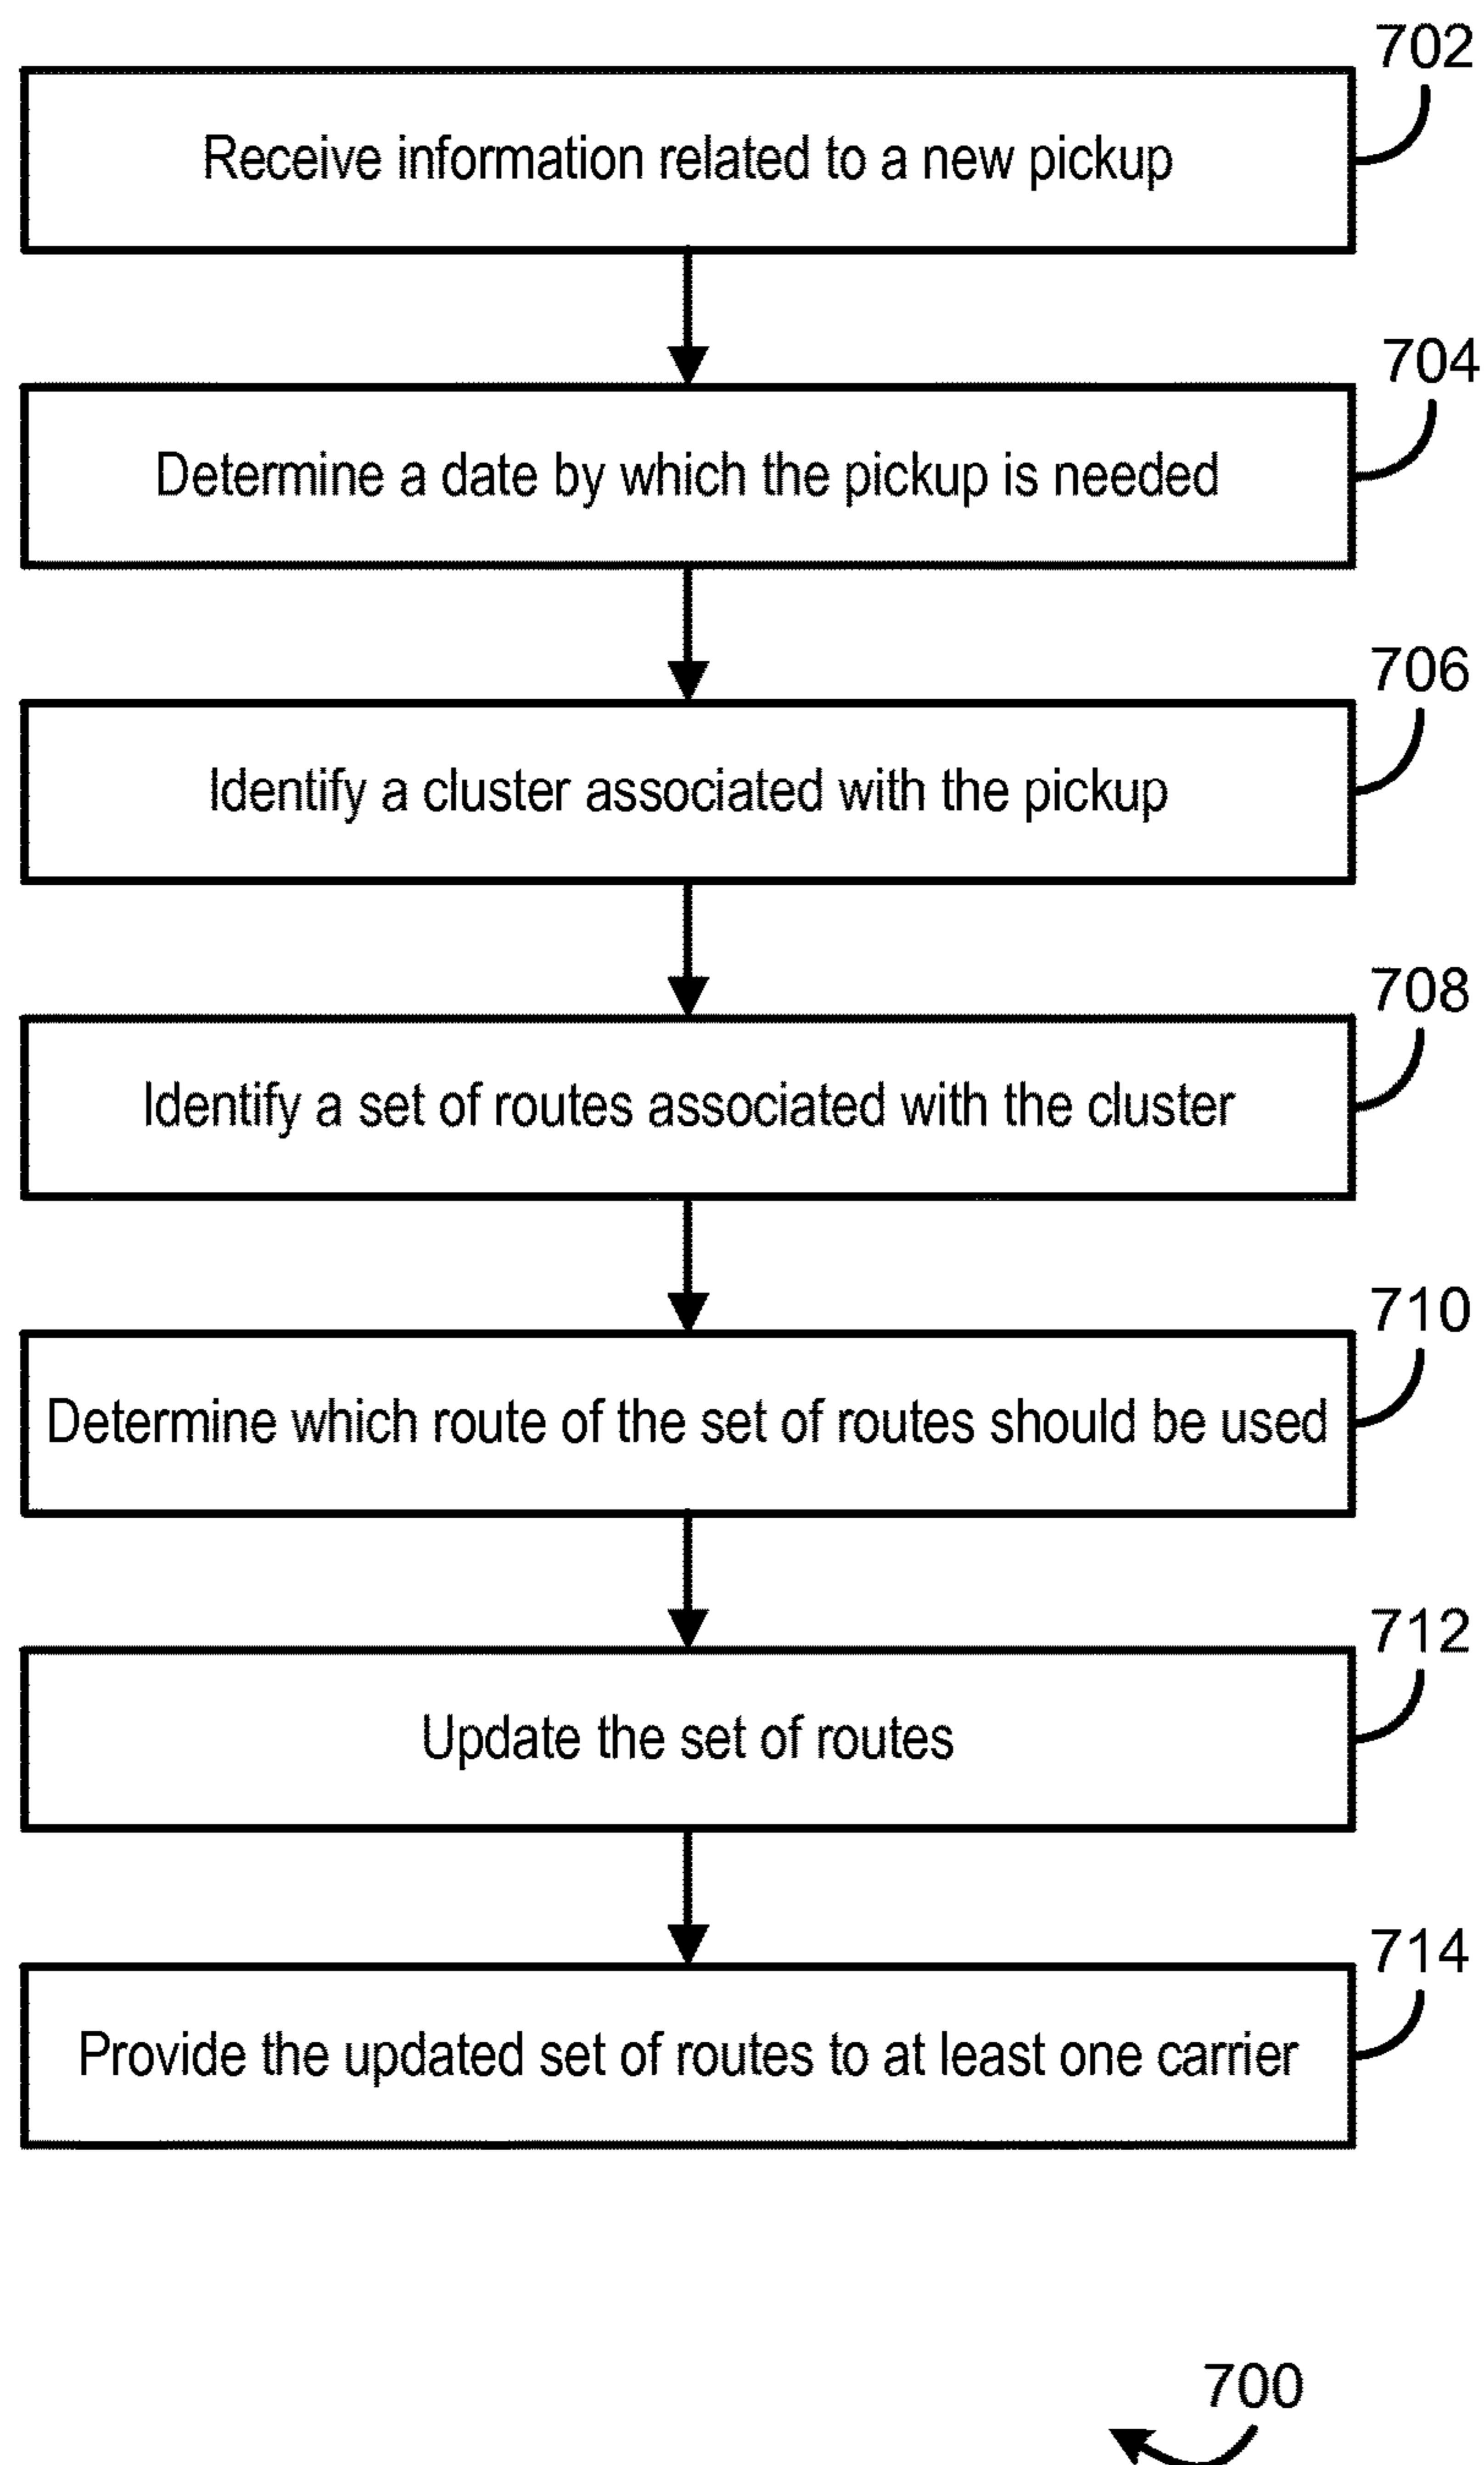 702
Receive information related to a new pickup
704
Determine a date by which the pickup is needed
706
Identify a cluster associated with the pickup
708
Identify a set of routes associated with the cluster
710
Determine which route of the set of routes should be used
712
Update the set of routes
714
Provide the updated set of routes to at least one carrier
700